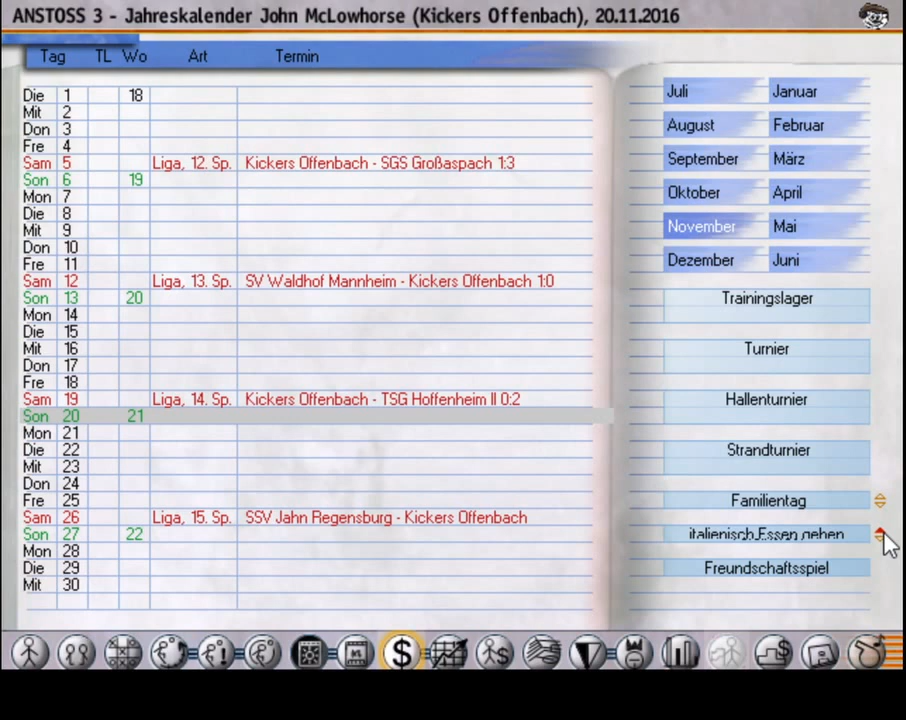 ANSTOSS 3 - Jahreskalender John McLowhorse (Kickers Offenbach), 20.11.2016
Tag TL Wo Art Termin
Die 1 18
Mit 2
Don 3
Fre 4
Sam 5 Liga, 12. Sp. Kickers Offenbach - SGS Großaspach 1:3
Son 6 19
Mon 7
Die 8
Mit 9
Don 10
Fre 11
Sam 12 Liga, 13. Sp. SV Waldhof Mannheim - Kickers Offenbach 1:0
Son 13 20
Mon 14
Die 15
Mit 16
Don 17
Fre 18
Sam 19 Liga, 14. Sp. Kickers Offenbach - TSG Hoffenheim II 0:2
Son 20 21
Mon 21
Die 22
Mit 23
Don 24
Fre 25
Sam 26 Liga, 15. Sp. SSV Jahn Regensburg - Kickers Offenbach
Son 27 22
Mon 28
Die 29
Mit 30
Juli Januar
August Februar
September März
Oktober April
November Mai
Dezember Juni
Trainingslager
Turnier
Hallenturnier
Strandturnier
Familientag
italienisch Essen gehen
Freundschaftsspiel